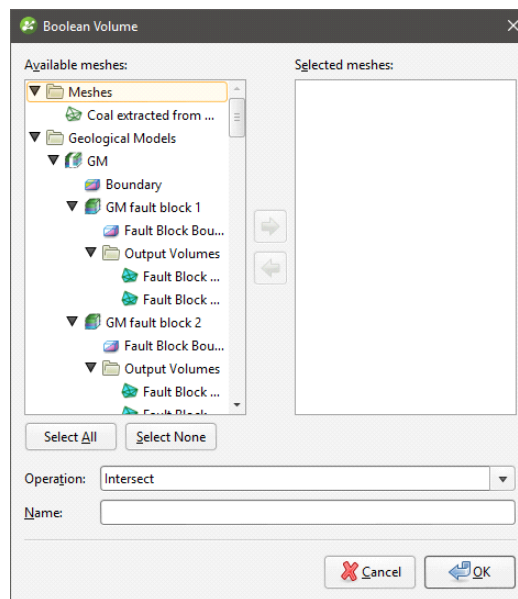 Boolean Volume
Available meshes:
Selected meshes:
Meshes
Coal extracted from ...
Geological Models
GM
Boundary
GM fault block 1
Fault Block Bou...
Output Volumes
Fault Block ...
Fault Block ...
GM fault block 2
Fault Block Bou...
Output Volumes
Fault Block ...
Fault Block
Select All
Select None
Operation: Intersect
Name:
Cancel
OK